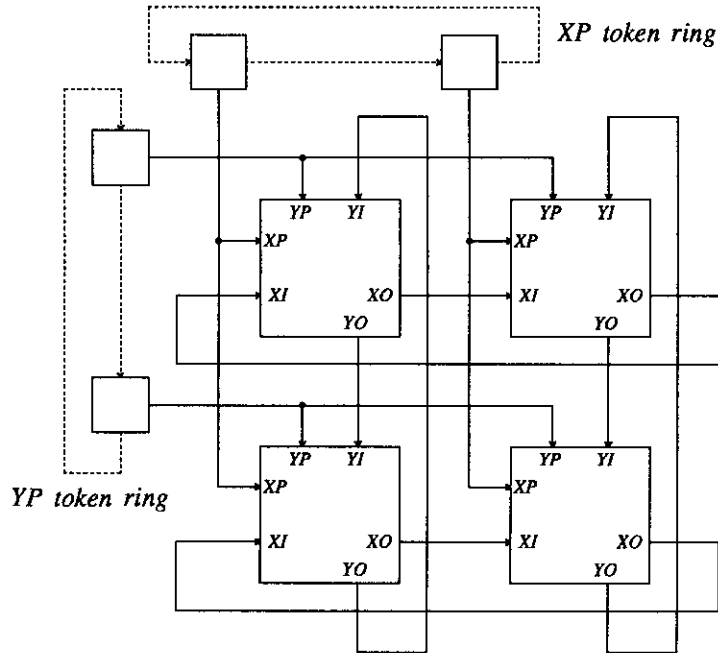 XP token ring
YP YI
YP YI
XP
XP
XI XO
XI XO
YO
YO
YP YI
YP YI
YP token ring
XP
XP
XI XO
XI XO
YO
YO